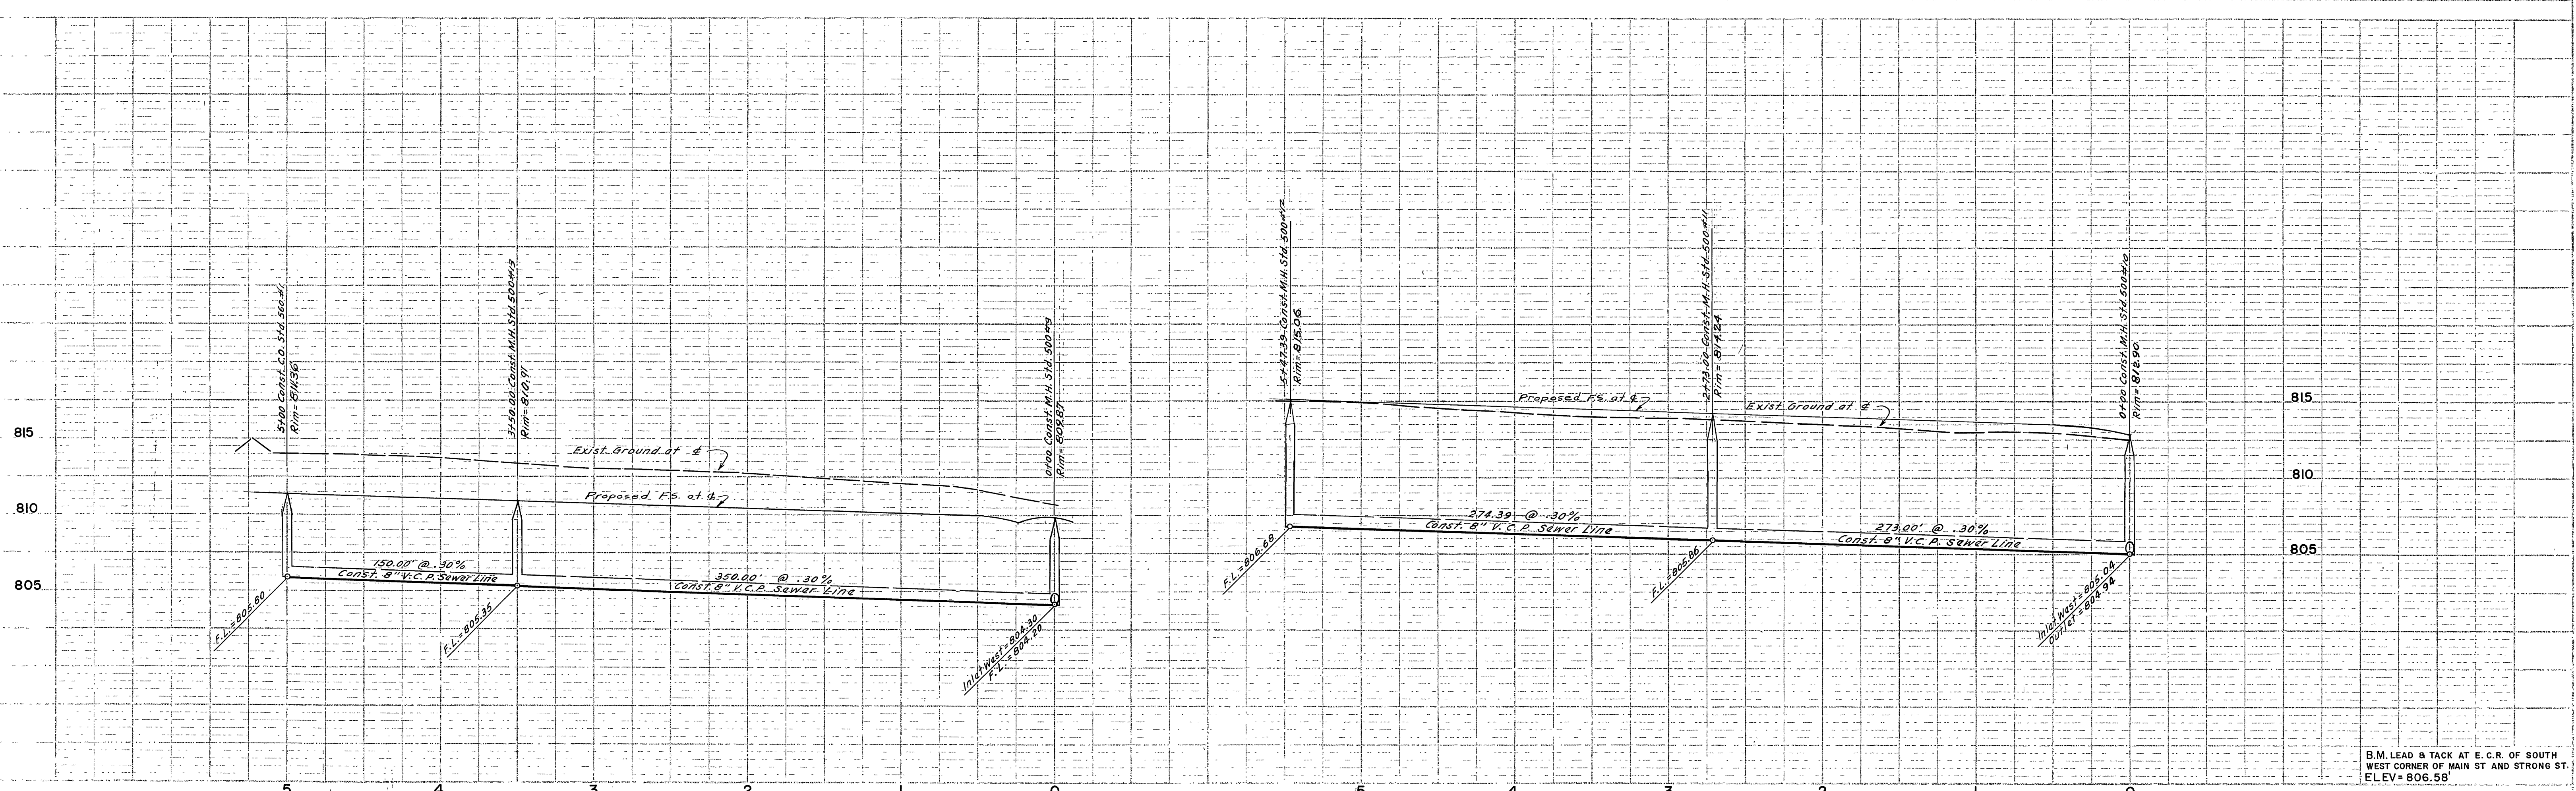 5+00 Const. C.O. Std. 560 #1
Rim = 811.36'
3+50.00 Const. M.H. Std. 500 #13
Rim = 810.91
0+00 Const. M.H. Std. 500 #9
Rim = 809.87
815
810
805
Exist. Ground at ℄
Proposed F.S. at ℄
150.00' @ .30%
Const. 8" V.C.P. Sewer Line
350.00' @ .30%
Const. 8" V.C.P. Sewer Line
F.L. = 805.80
F.L. = 805.35
Inlet West = 804.30
F.L. = 804.20
5+47.39 Const. M.H. Std. 500 #12
Rim = 815.06
2+73.00 Const. M.H. Std. 500 #11
Rim = 814.24
0+00 Const. M.H. Std. 500 #10
Rim = 812.90
Proposed F.S. at ℄
Exist. Ground at ℄
815
810
805
274.39 @ .30%
Const. 8" V.C.P. Sewer Line
273.00' @ .30%
Const. 8" V.C.P. Sewer Line
F.L. = 806.68
F.L. = 805.86
Inlet West = 805.04
Outlet = 804.94
5 4 3 2 1 0 5 4 3 2 1 0
B.M. LEAD & TACK AT E.C.R. OF SOUTH
WEST CORNER OF MAIN ST AND STRONG ST.
ELEV = 806.58'